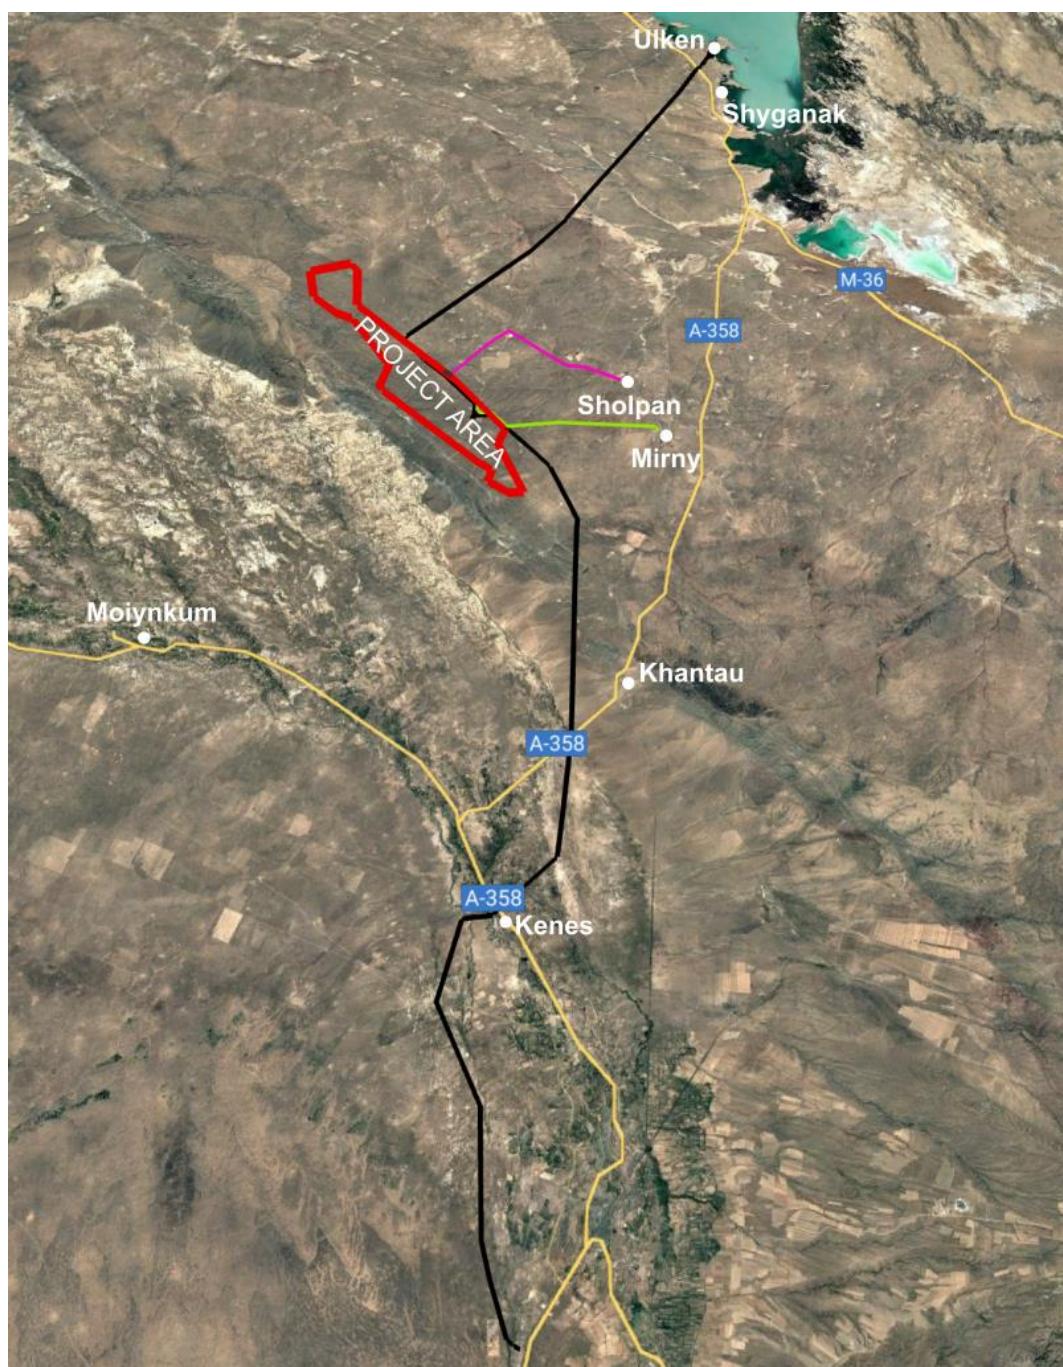 Ulken
Shyganak
M-36
A-358
PROJECT AREA
Sholpan
Mirny
Moiynkum
Khantau
A-358
A-358
Kenes